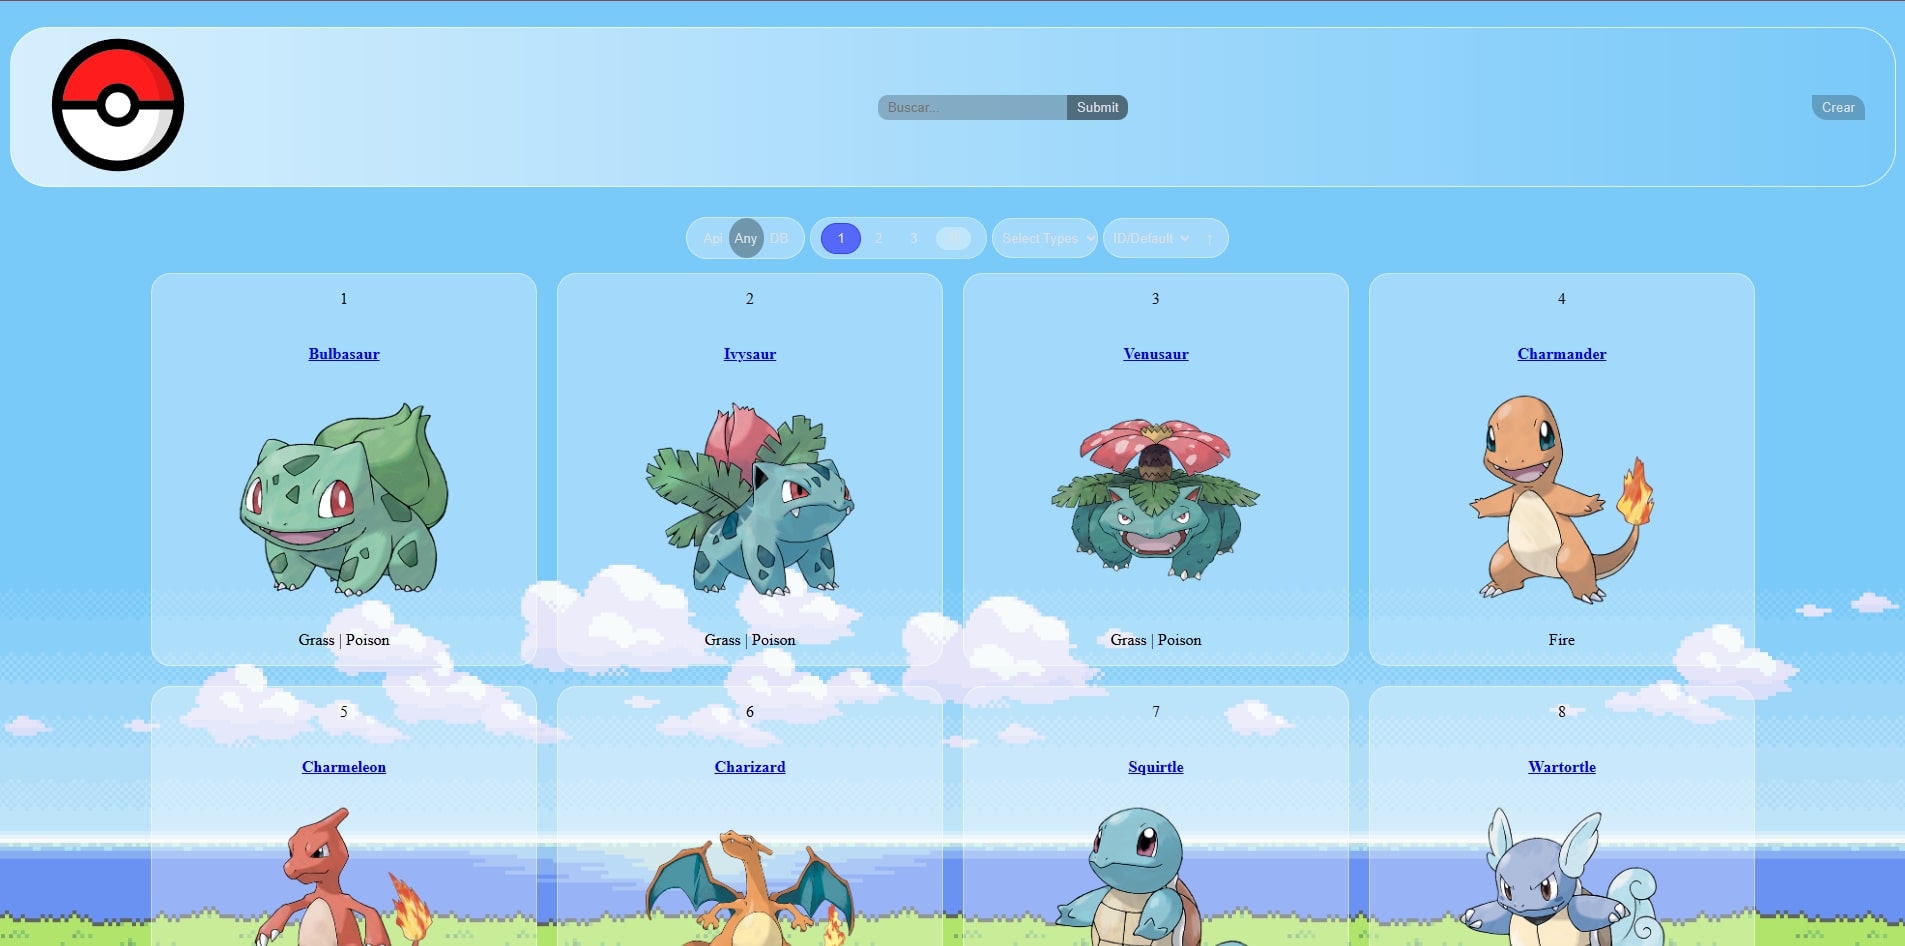 Buscar... Submit Crear
Api Any DB 1 2 3 Select Types ID/Default ↑
1 2 3 4
Bulbasaur Ivysaur Venusaur Charmander
Grass | Poison Grass | Poison Grass | Poison Fire
5 6 7 8
Charmeleon Charizard Squirtle Wartortle